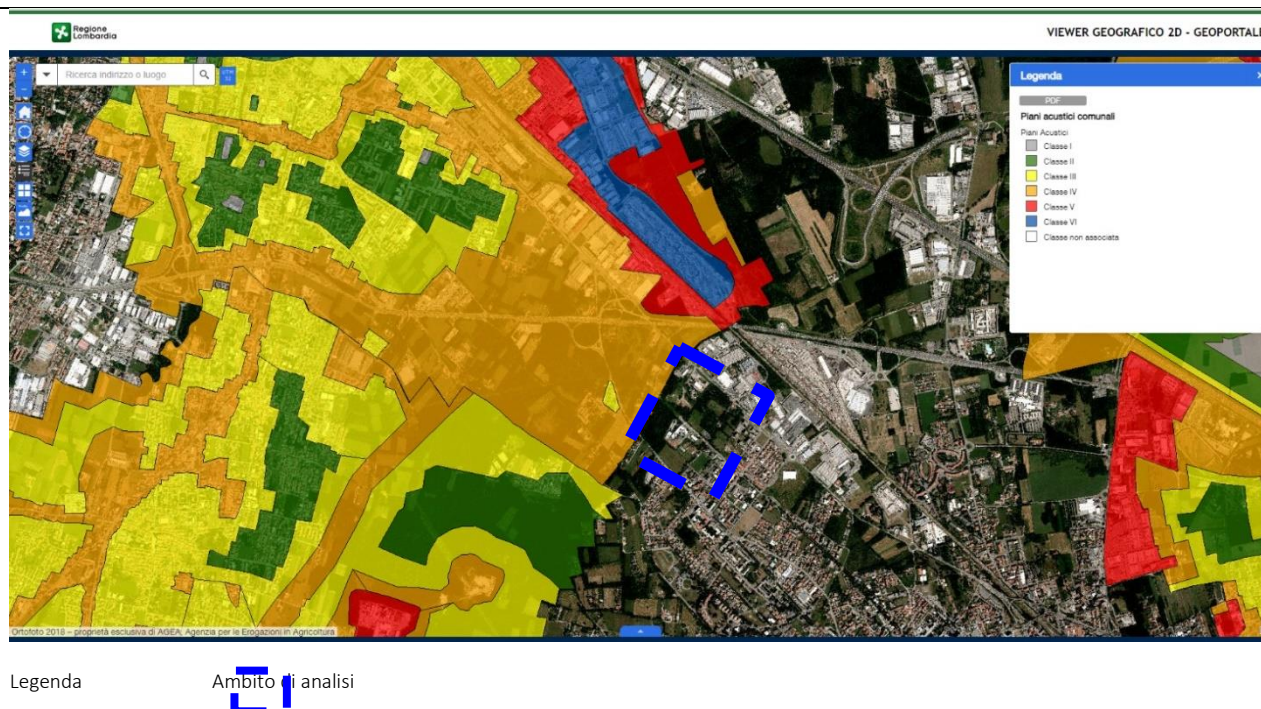 Regione
Lombardia
VIEWER GEOGRAFICO 2D - GEOPORTALE
Ricerca indirizzo o luogo
Legenda
PDF
Piani acustici comunali
Piani Acustici
Classe I
Classe II
Classe III
Classe IV
Classe V
Classe VI
Classe non associata
Ortofoto 2018 – proprietà esclusiva di AGEA: Agenzia per le Erogazioni in Agricoltura
Legenda
Ambito di analisi